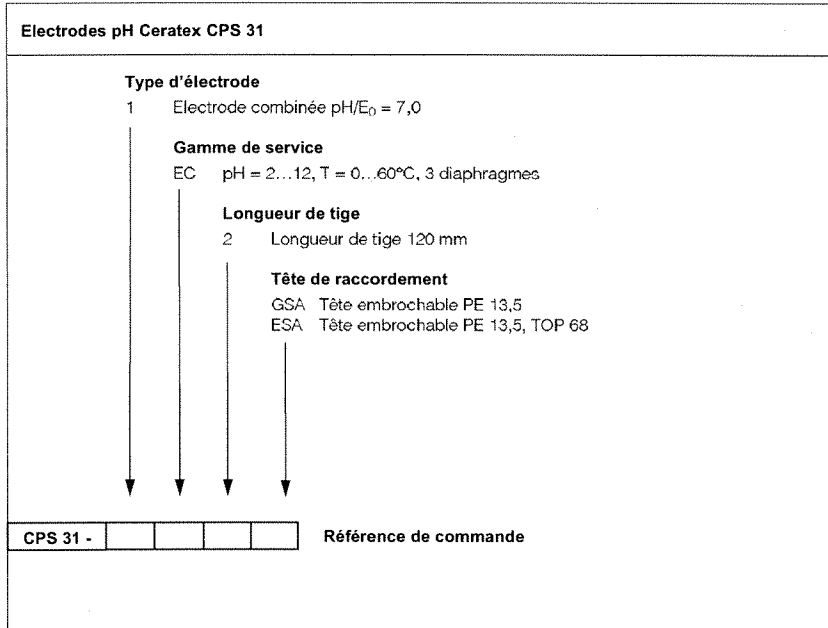 Electrodes pH Ceratex CPS 31
Type d'électrode
1 Electrode combinée pH/E₀ = 7,0
Gamme de service
EC pH = 2...12, T = 0...60°C, 3 diaphragmes
Longueur de tige
2 Longueur de tige 120 mm
Tête de raccordement
GSA Tête embrochable PE 13,5
ESA Tête embrochable PE 13,5, TOP 68
CPS 31 - Référence de commande